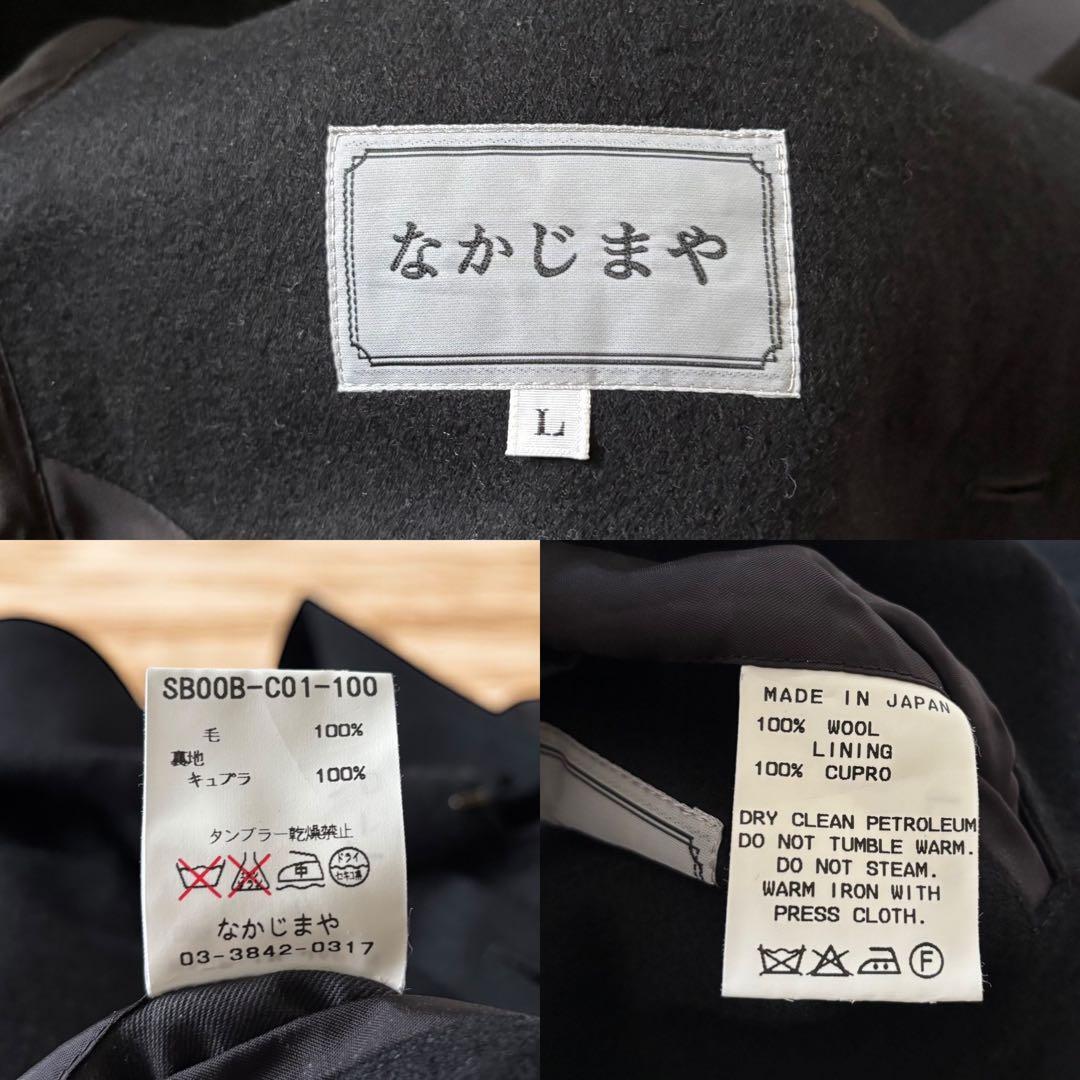 なかじまや
L
SB00B-C01-100
毛 100%
裏地
キュプラ 100%
タンブラー乾燥禁止
中
ドライ
セキユ系
なかじまや
03-3842-0317
MADE IN JAPAN
100% WOOL
LINING
100% CUPRO
DRY CLEAN PETROLEUM
DO NOT TUMBLE WARM.
DO NOT STEAM.
WARM IRON WITH
PRESS CLOTH.
F